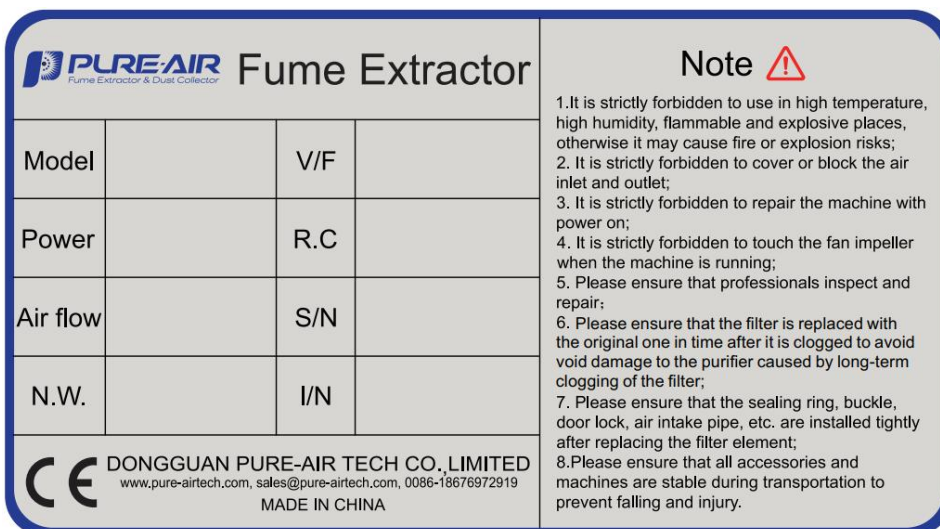 PURE-AIR
Fume Extractor & Dust Collector
Fume Extractor
Model
V/F
Power
R.C
Air flow
S/N
N.W.
I/N
DONGGUAN PURE-AIR TECH CO.,LIMITED
www.pure-airtech.com, sales@pure-airtech.com, 0086-18676972919
MADE IN CHINA
Note
1.It is strictly forbidden to use in high temperature,
high humidity, flammable and explosive places,
otherwise it may cause fire or explosion risks;
2. It is strictly forbidden to cover or block the air
inlet and outlet;
3. It is strictly forbidden to repair the machine with
power on;
4. It is strictly forbidden to touch the fan impeller
when the machine is running;
5. Please ensure that professionals inspect and
repair;
6. Please ensure that the filter is replaced with
the original one in time after it is clogged to avoid
void damage to the purifier caused by long-term
clogging of the filter;
7. Please ensure that the sealing ring, buckle,
door lock, air intake pipe, etc. are installed tightly
after replacing the filter element;
8.Please ensure that all accessories and
machines are stable during transportation to
prevent falling and injury.